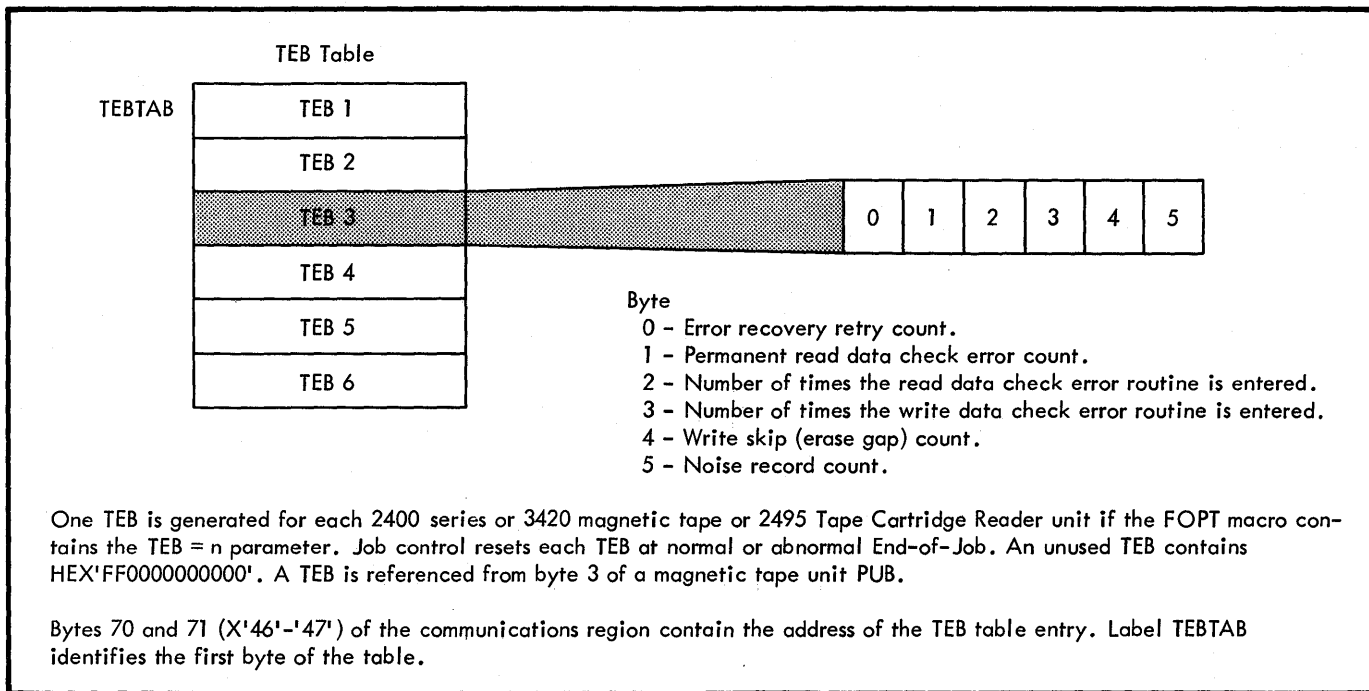 TEB Table
TEBTAB
TEB 1
TEB 2
TEB 3
0 1 2 3 4 5
TEB 4
TEB 5
TEB 6
Byte
0 - Error recovery retry count.
1 - Permanent read data check error count.
2 - Number of times the read data check error routine is entered.
3 - Number of times the write data check error routine is entered.
4 - Write skip (erase gap) count.
5 - Noise record count.
One TEB is generated for each 2400 series or 3420 magnetic tape or 2495 Tape Cartridge Reader unit if the FOPT macro con-
tains the TEB = n parameter. Job control resets each TEB at normal or abnormal End-of-Job. An unused TEB contains
HEX'FF0000000000'. A TEB is referenced from byte 3 of a magnetic tape unit PUB.
Bytes 70 and 71 (X'46'-'47') of the communications region contain the address of the TEB table entry. Label TEBTAB
identifies the first byte of the table.